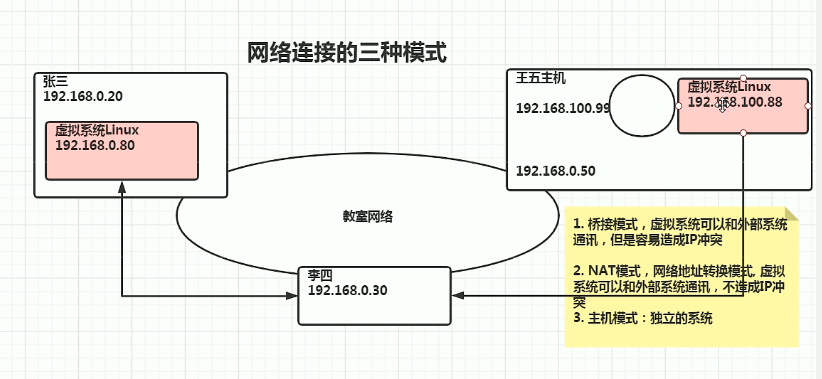 网络连接的三种模式
张三
192.168.0.20
虚拟系统Linux
192.168.0.80
王五主机
192.168.100.99
虚拟系统Linux
192.168.100.88
192.168.0.50
教室网络
李四
192.168.0.30
1. 桥接模式，虚拟系统可以和外部系统
通讯，但是容易造成IP冲突
2. NAT模式，网络地址转换模式, 虚拟
系统可以和外部系统通讯，不造成IP冲
突
3. 主机模式：独立的系统